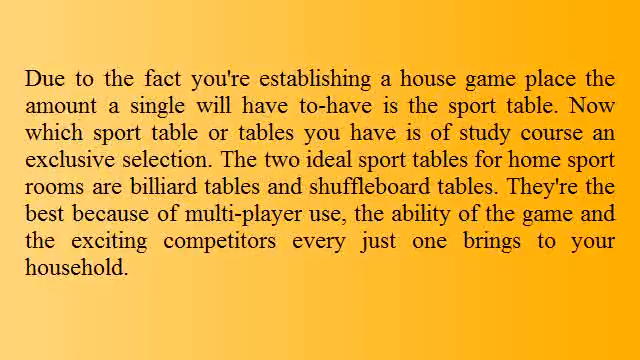 Due to the fact you're establishing a house game place the
amount a single will have to-have is the sport table. Now
which sport table or tables you have is of study course an
exclusive selection. The two ideal sport tables for home sport
rooms are billiard tables and shuffleboard tables. They're the
best because of multi-player use, the ability of the game and
the exciting competitors every just one brings to your
household.